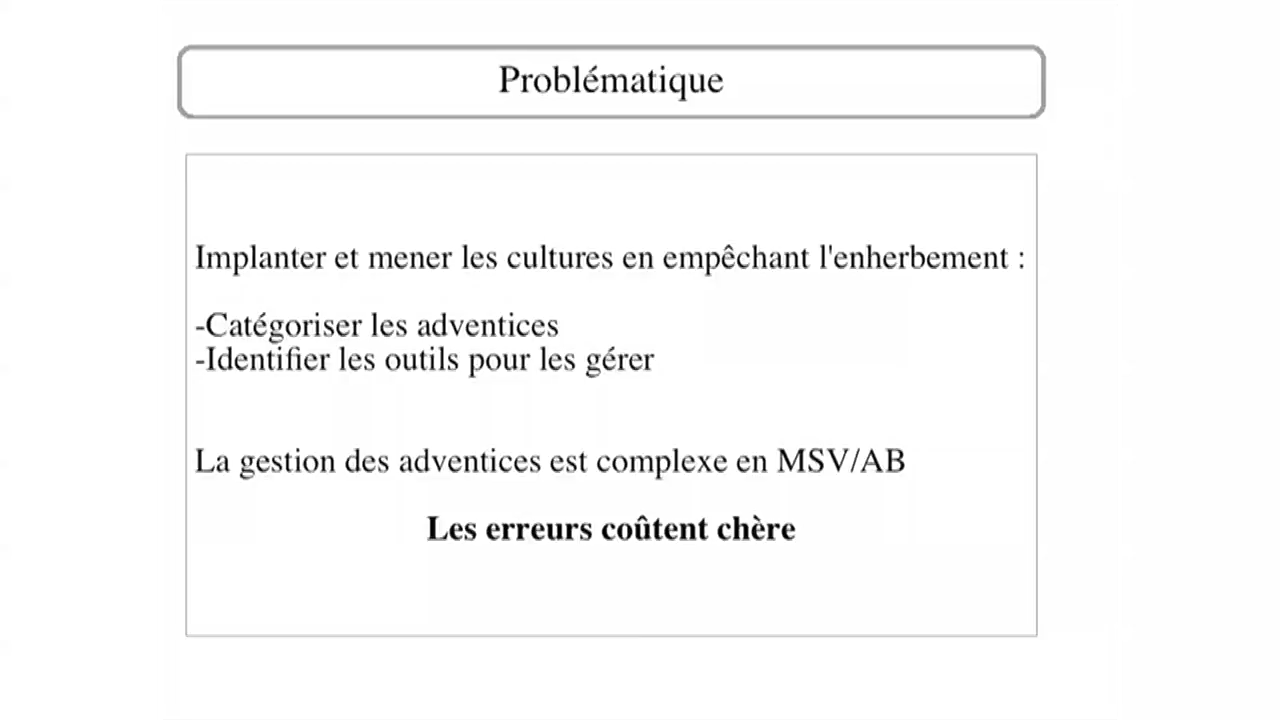 Problématique
Implanter et mener les cultures en empêchant l'enherbement :
-Catégoriser les adventices
-Identifier les outils pour les gérer
La gestion des adventices est complexe en MSV/AB
Les erreurs coûtent chère